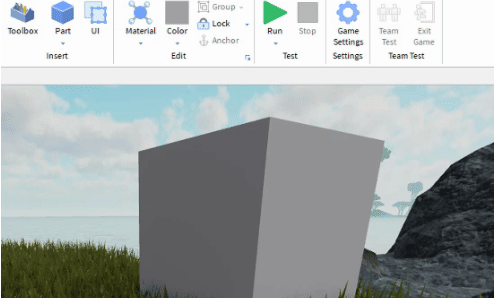 Group
Lock
Anchor
Toolbox
Part
UI
Material
Color
Run
Stop
Game
Settings
Team
Test
Exit
Game
Insert
Edit
Test
Settings
Team Test